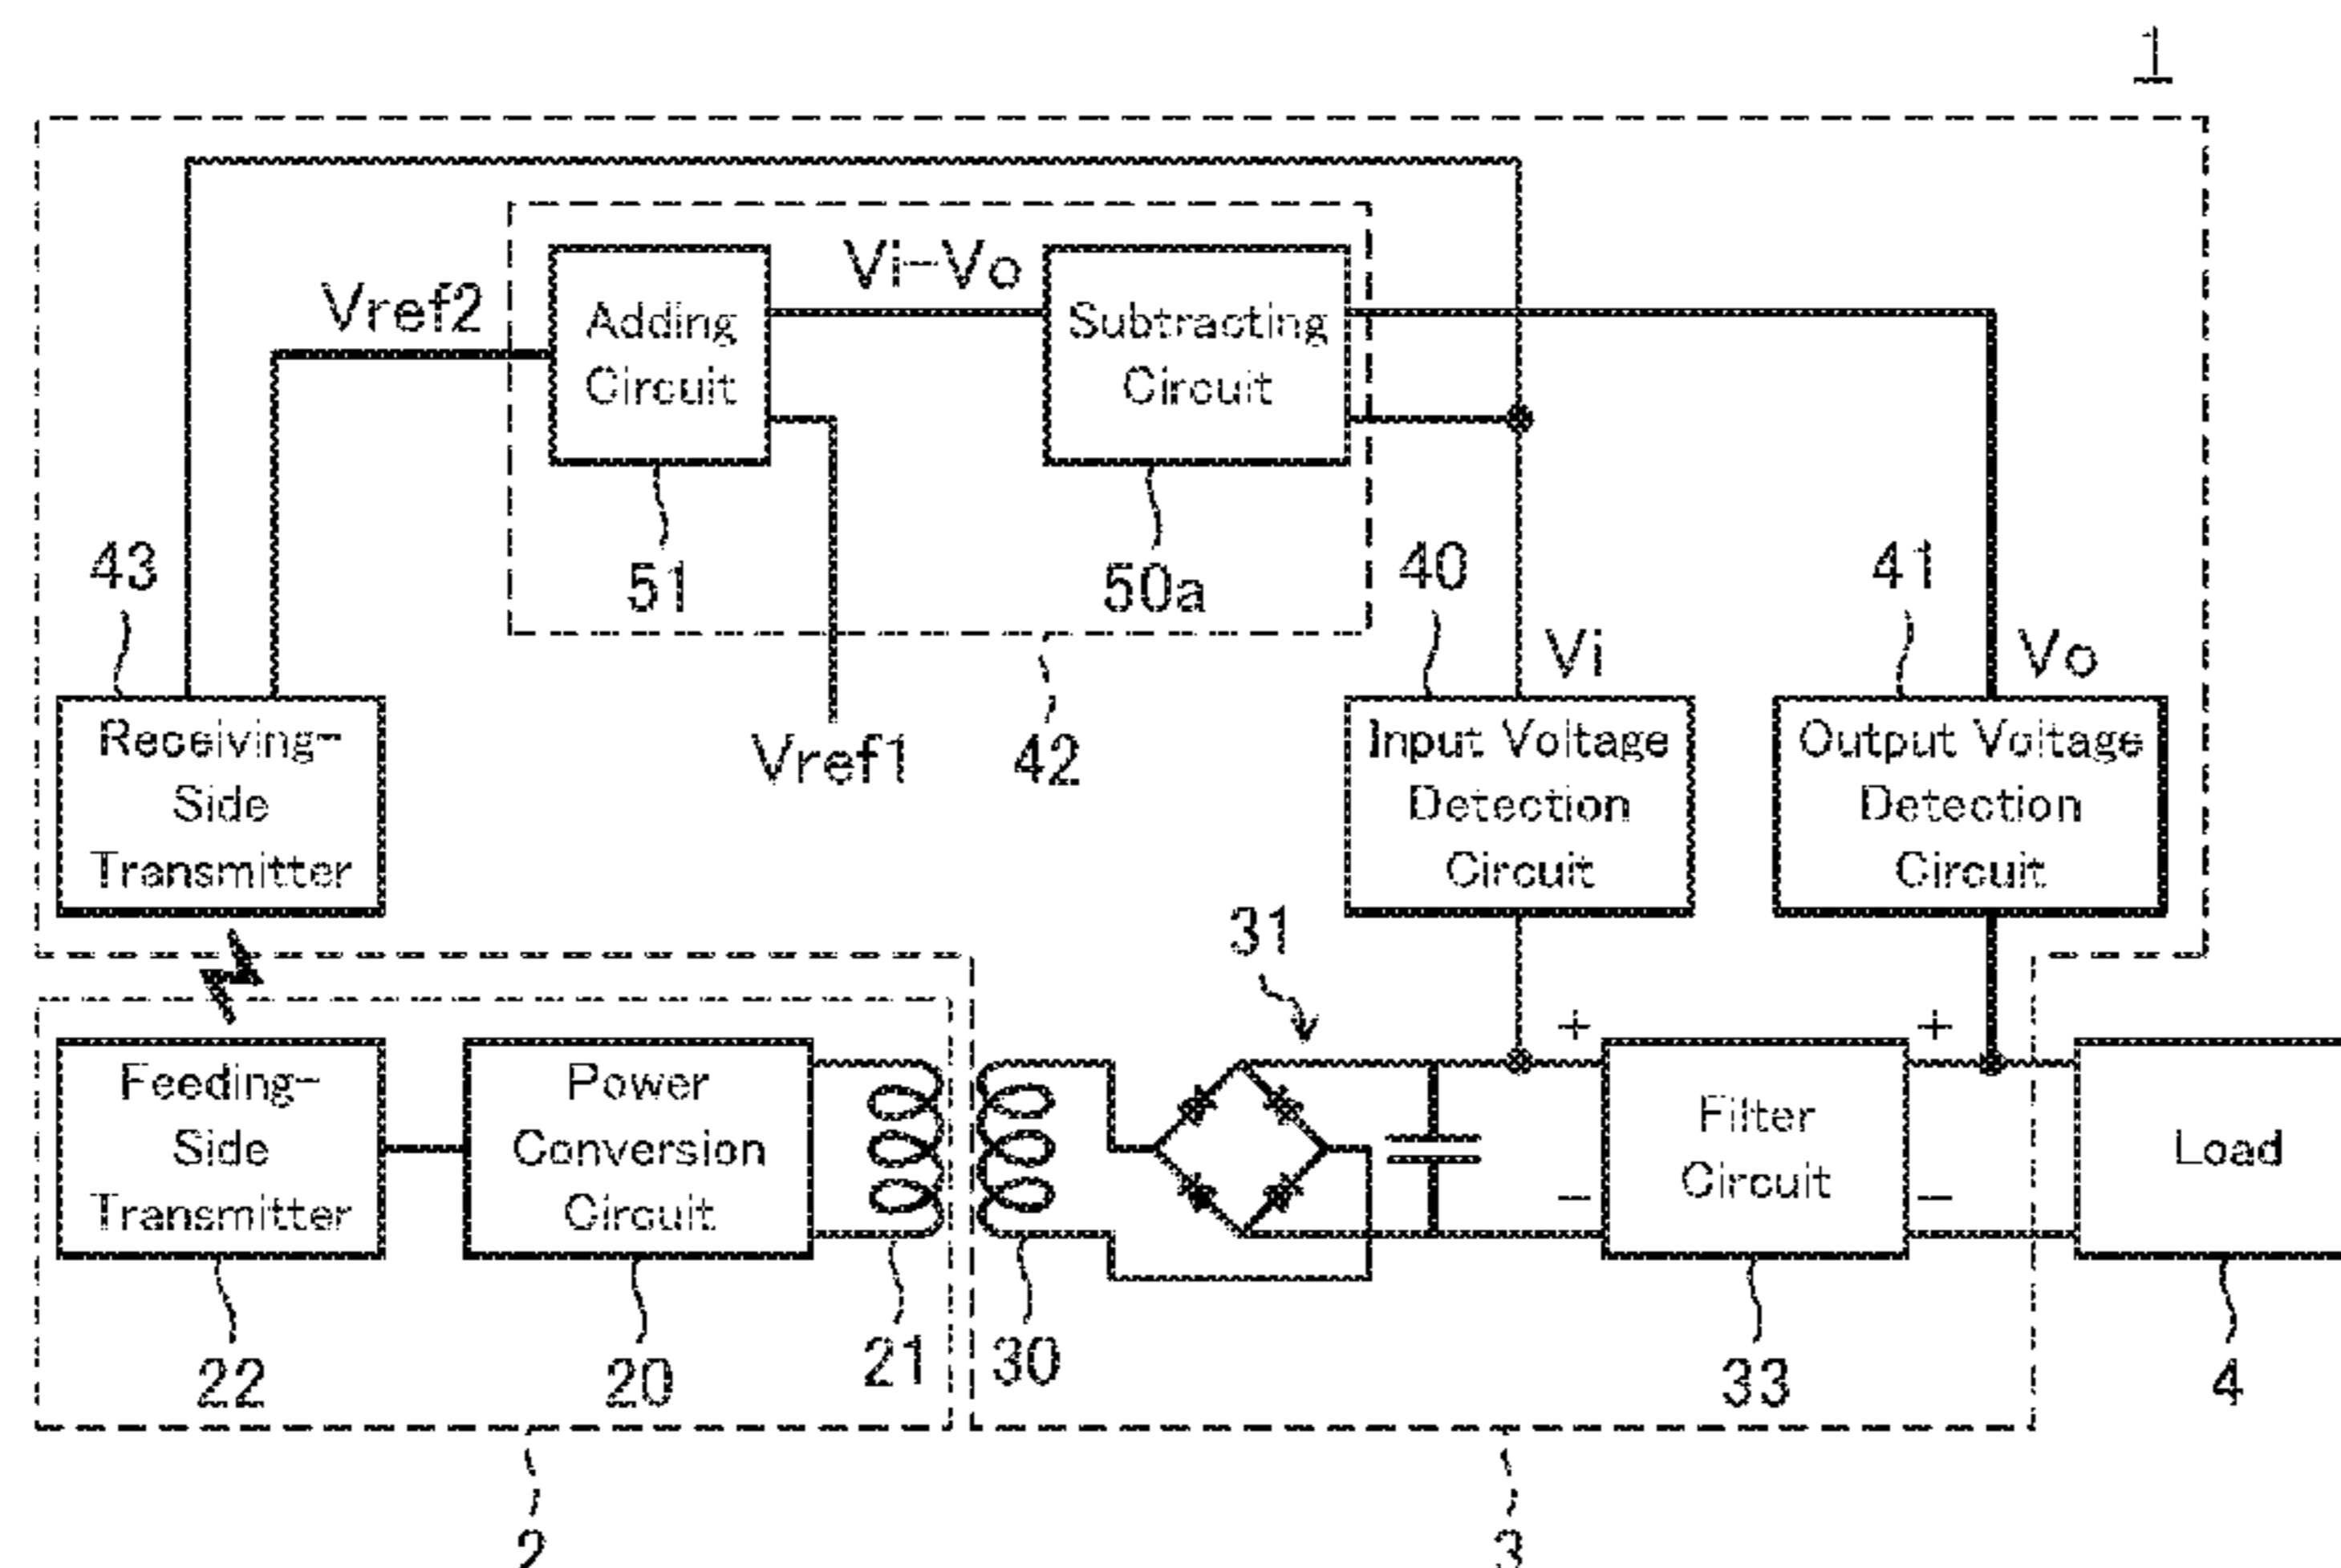 1
Vi-Vo
Vref2
Adding
Circuit
Subtracting
Circuit
43
51
50a
40
41
Vi
Vo
Receiving-
Side
Transmitter
Vref1
42
Input Voltage
Detection
Circuit
Output Voltage
Detection
Circuit
31
+
+
Feeding-
Side
Transmitter
Power
Conversion
Circuit
Filter
Circuit
Load
-
-
22
20
21
30
33
4
2
3